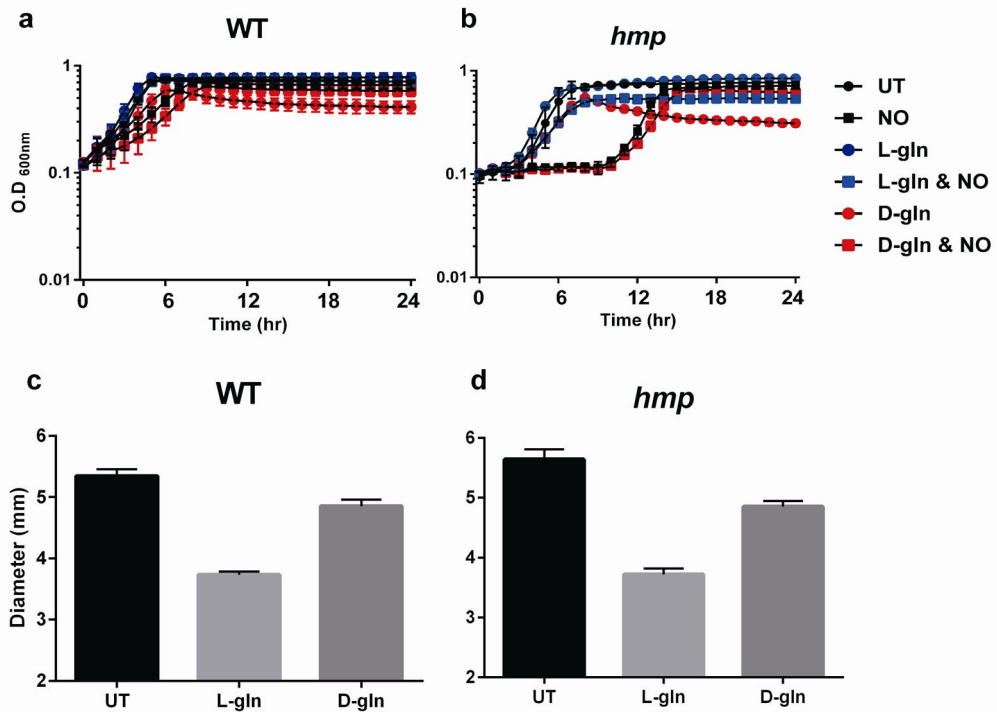 a
WT
1
0.1
0.01
O.D 600nm
0 6 12 18 24
Time (hr)
b
hmp
1
0.1
0.01
0 6 12 18 24
Time (hr)
UT
NO
L-gln
L-gln & NO
D-gln
D-gln & NO
c
WT
6
5
4
3
2
Diameter (mm)
UT L-gln D-gln
d
hmp
6
5
4
3
2
UT L-gln D-gln